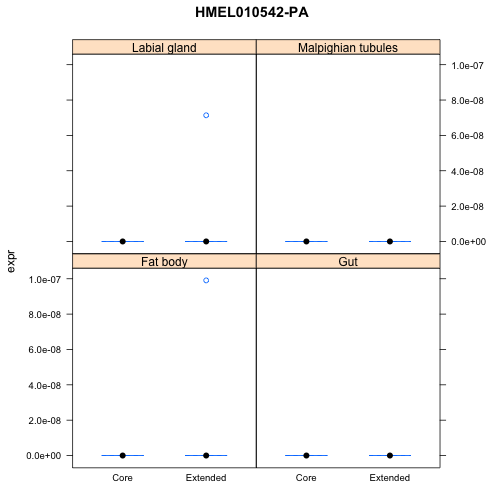 HMEL010542-PA
Labial gland
Malpighian tubules
1.0e-07
8.0e-08
6.0e-08
4.0e-08
2.0e-08
0.0e+00
expr
Fat body
Gut
1.0e-07
8.0e-08
6.0e-08
4.0e-08
2.0e-08
0.0e+00
Core
Extended
Core
Extended